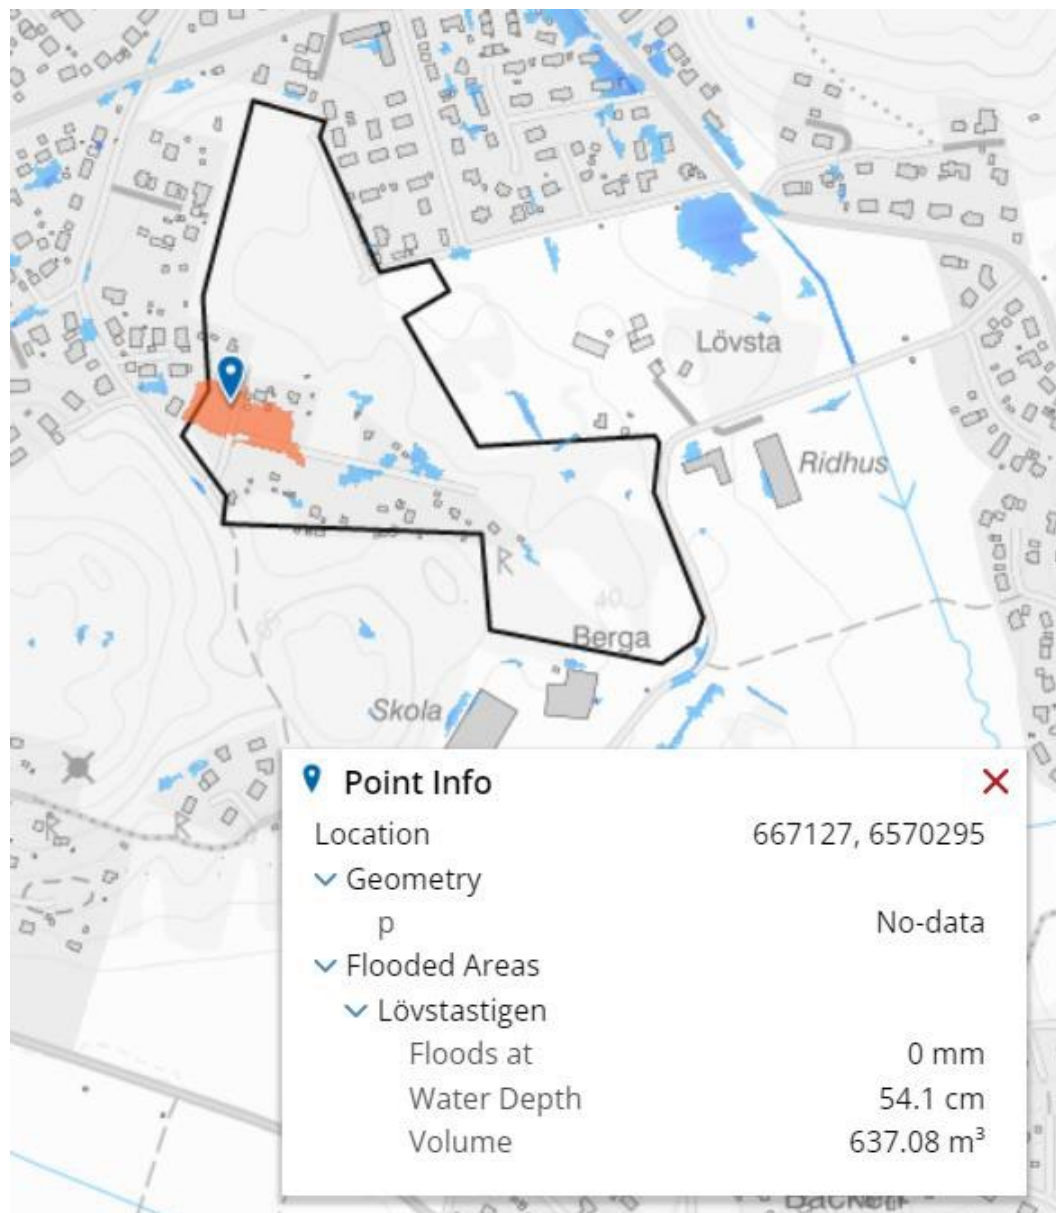 Lövsta
Ridhus
R
40
Berga
Skola
Point Info
Location 667127, 6570295
Geometry
p No-data
Flooded Areas
Lövstastigen
Floods at 0 mm
Water Depth 54.1 cm
Volume 637.08 m³